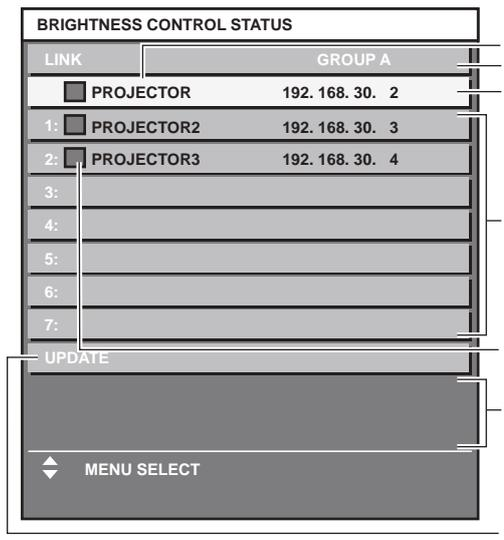 BRIGHTNESS CONTROL STATUS
LINK GROUP A
PROJECTOR 192. 168. 30. 2
1: PROJECTOR2 192. 168. 30. 3
2: PROJECTOR3 192. 168. 30. 4
3:
4:
5:
6:
7:
UPDATE
MENU SELECT